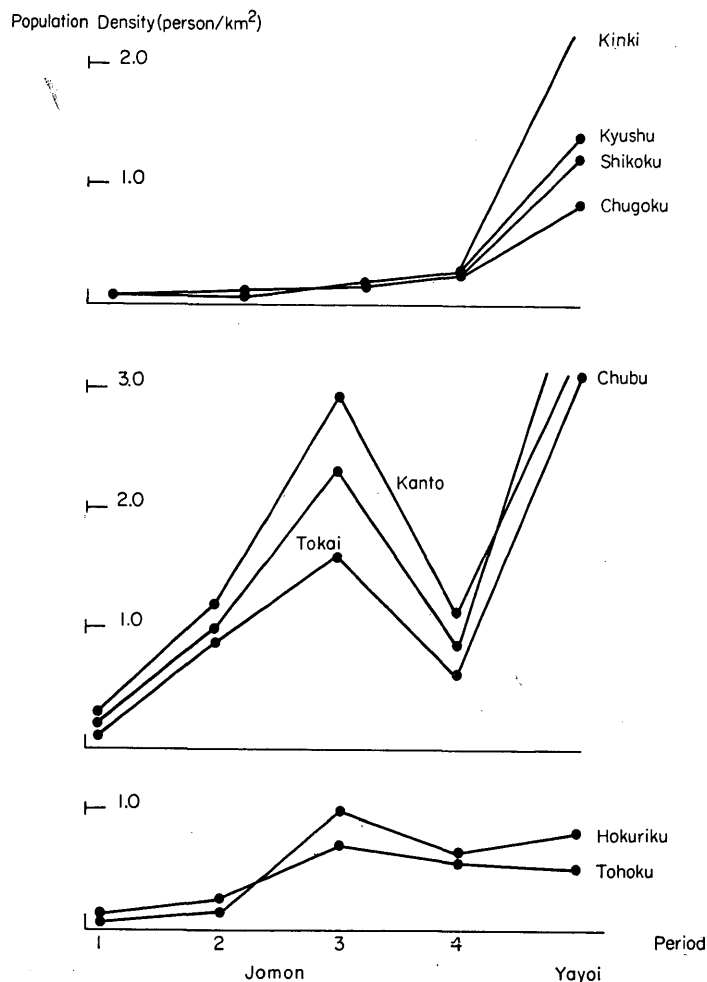 Population Density (person/km²)
2.0
Kinki
Kyushu
1.0
Shikoku
Chugoku
3.0
Chubu
Kanto
2.0
Tokai
1.0
1.0
Hokuriku
Tohoku
1 2 3 4 Period
Jomon Yayoi